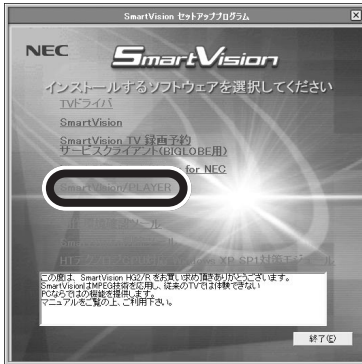 SmartVision セットアッププログラム
NEC
SmartVision
インストールするソフトウェアを選択してください
TVドライバ
SmartVision
SmartVision TV 録画予約
サービスクライアント(BIGLOBE用)
for NEC
SmartVision/PLAYER
XP SP1対策
この度は、SmartVision HG2/R をお買い求め頂きありがとうございます。
SmartVisionはMPEG技術を応用し、従来のTVでは体験できない
PCならではの機能を提供します。
マニュアルをご覧の上、ご利用下さい。
終了(E)